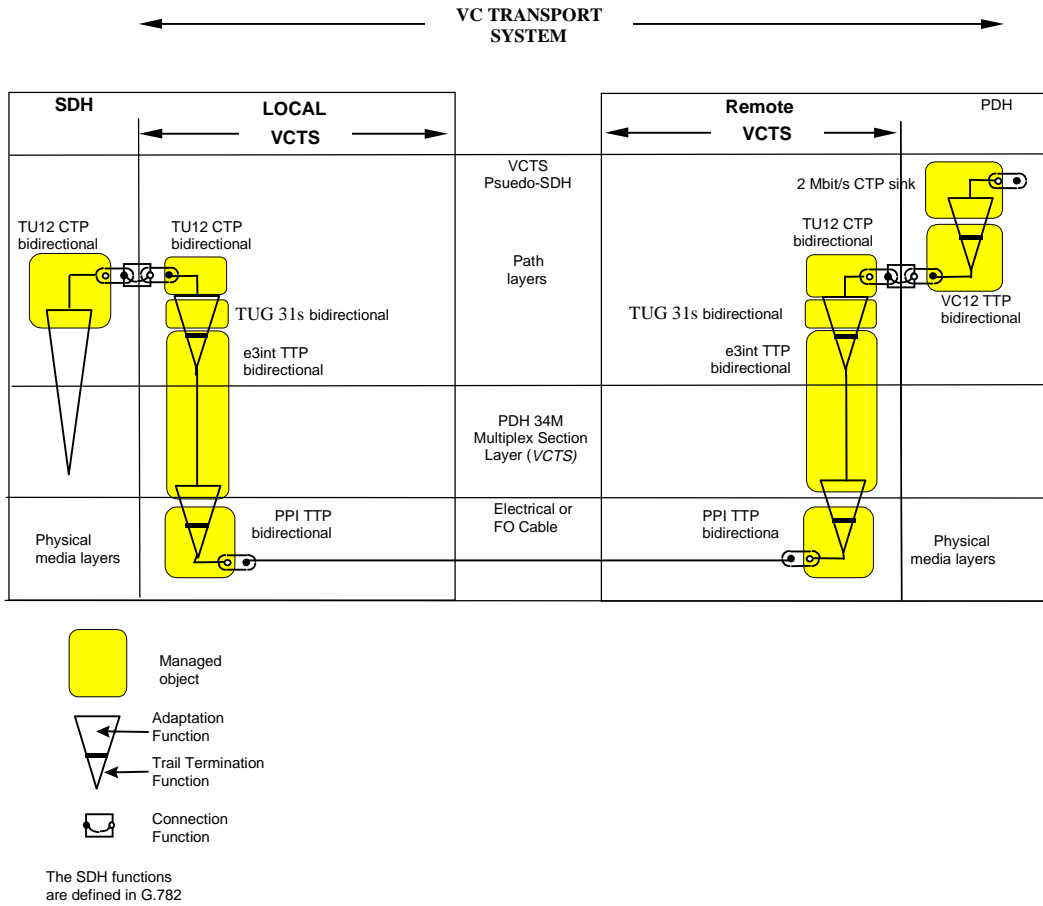 VC TRANSPORT
SYSTEM
SDH
LOCAL
VCTS
Remote
VCTS
PDH
VCTS
Psuedo-SDH
2 Mbit/s CTP sink
TU12 CTP
bidirectional
TU12 CTP
bidirectional
TU12 CTP
bidirectional
Path
layers
VC12 TTP
bidirectional
TUG 31s bidirectional
TUG 31s bidirectional
e3int TTP
bidirectional
e3int TTP
bidirectional
PDH 34M
Multiplex Section
Layer (VCTS)
Electrical or
FO Cable
PPI TTP
bidirectional
PPI TTP
bidirectiona
Physical
media layers
Physical
media layers
Managed
object
Adaptation
Function
Trail Termination
Function
Connection
Function
The SDH functions
are defined in G.782